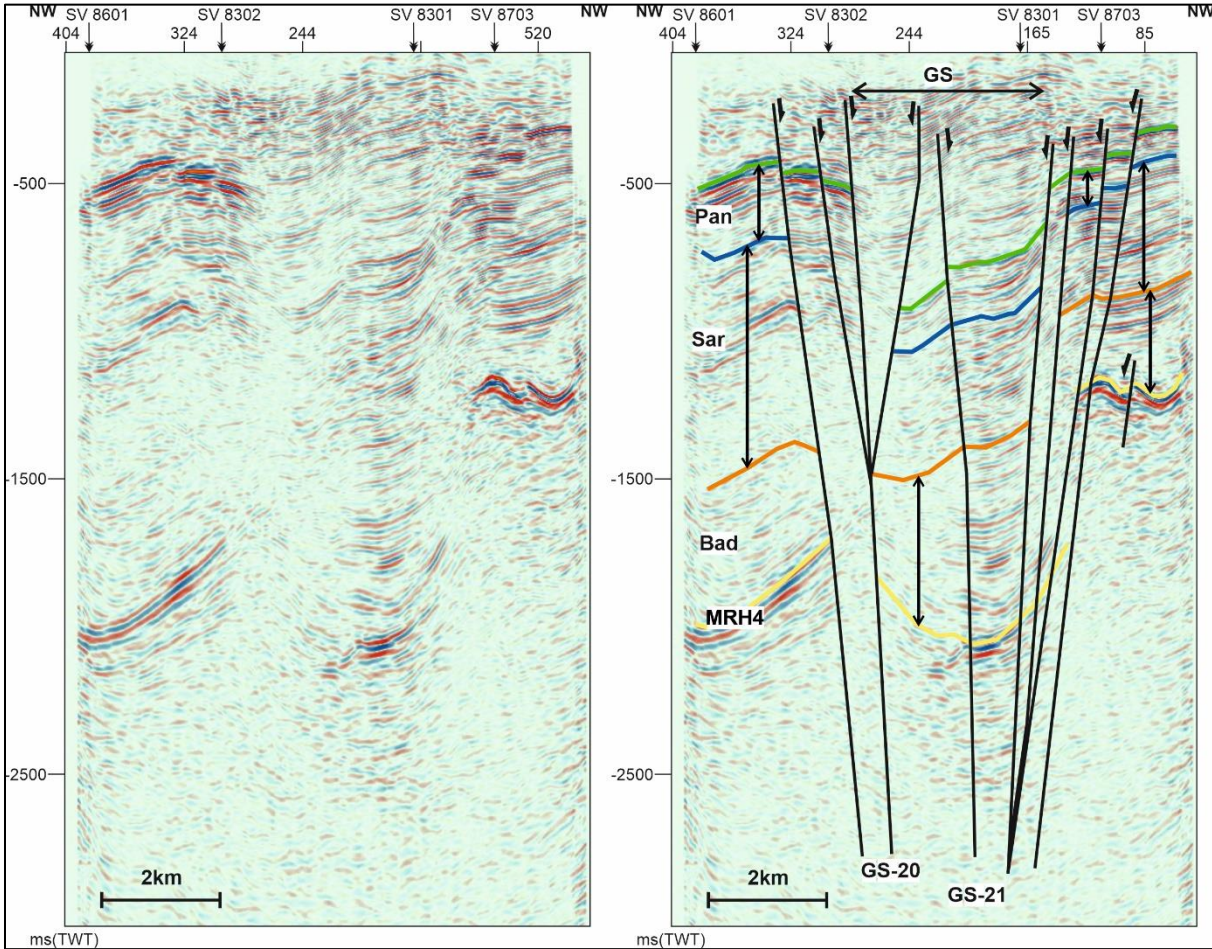 NW SV 8601 SV 8302 SV 8301 SV 8703 NW
404 324 244 520
-500
-1500
-2500
2km
ms(TWT)
NW SV 8601 SV 8302 SV 8301 SV 8703 NW
404 324 244 165 85
GS
-500
Pan
Sar
-1500
Bad
MRH4
-2500
GS-20
2km
GS-21
ms(TWT)